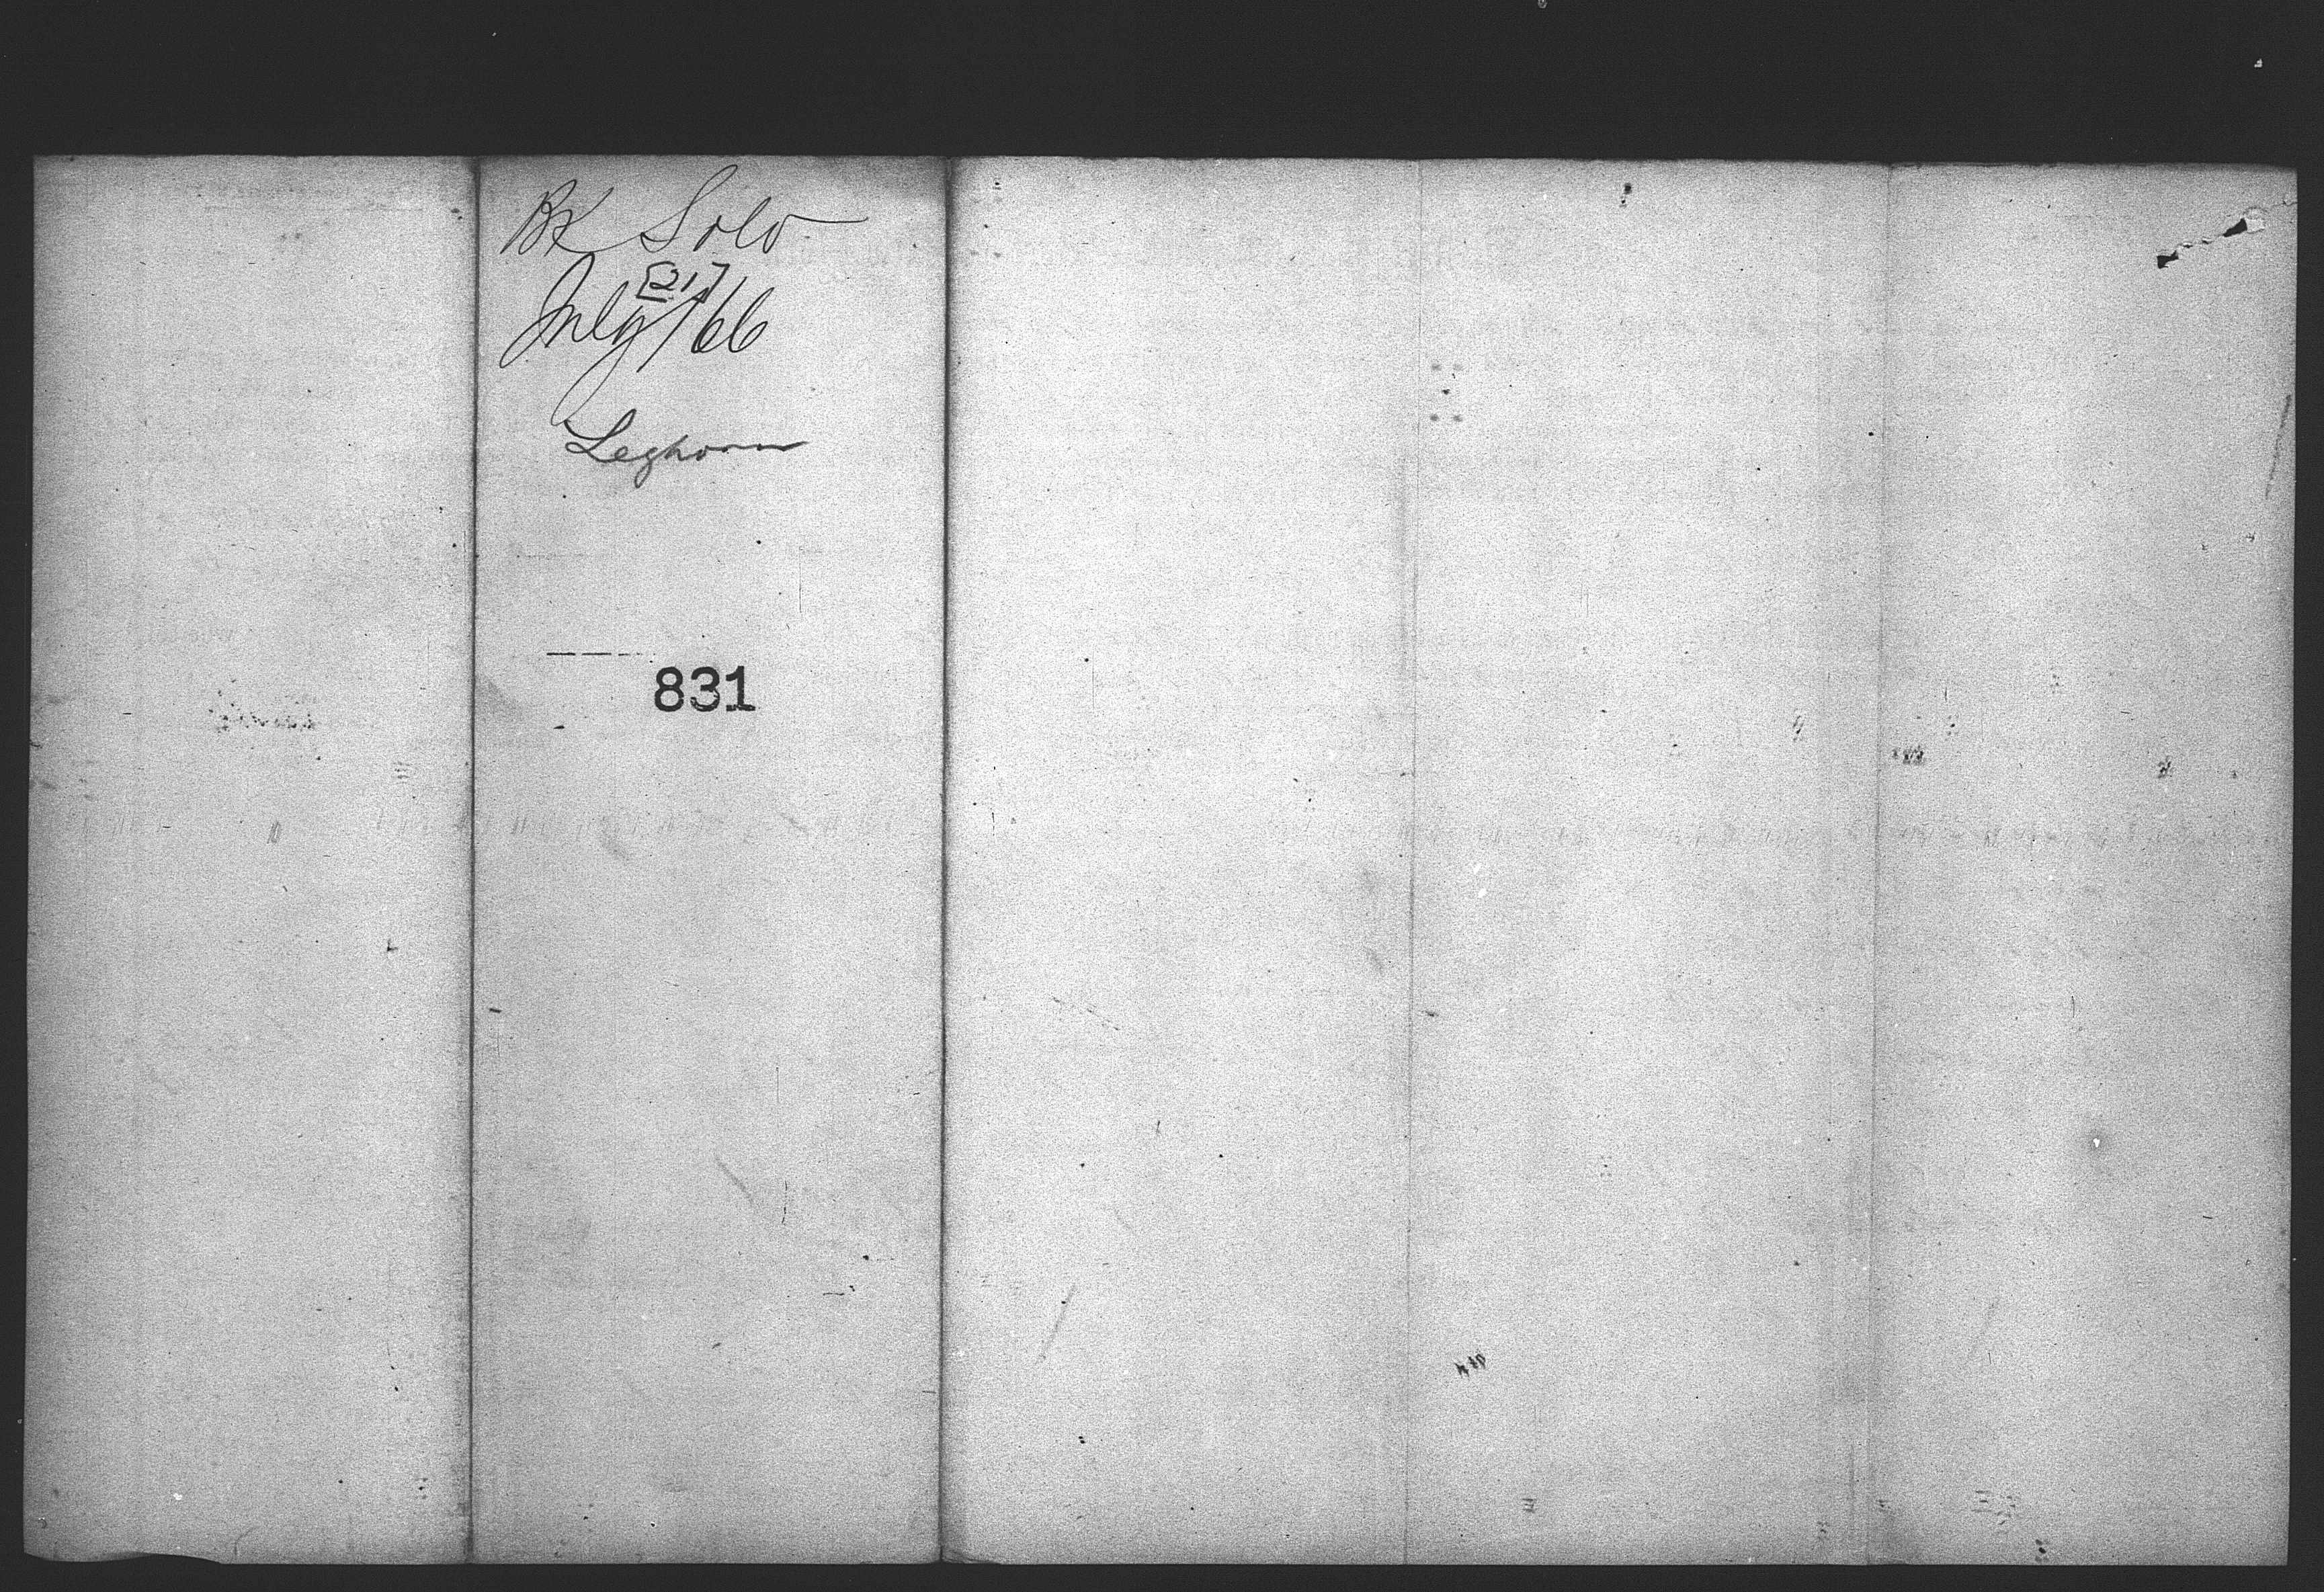 Bk Solo
[21]
July/66
Leghorn
831